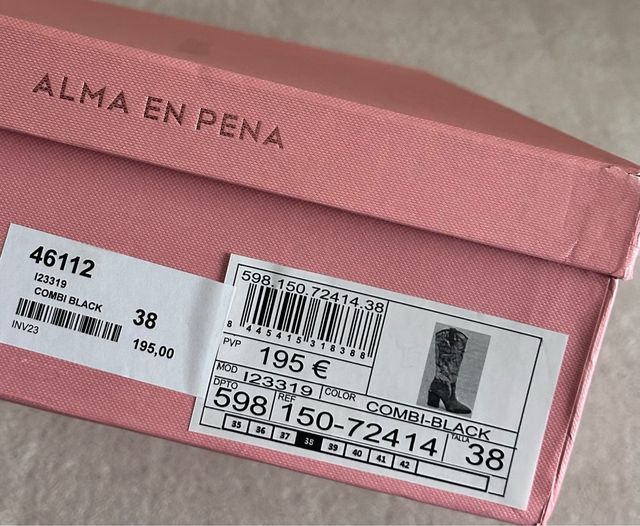 ALMA EN PENA
46112
I23319
COMBI BLACK
38
INV23
195,00
598.150 72414.38
8 445415 318388
PVP
195 €
MOD I23319 COLOR COMBI-BLACK
DPTO 598 REF 150-72414 TALLA 38
35 36 37 38 39 40 41 42